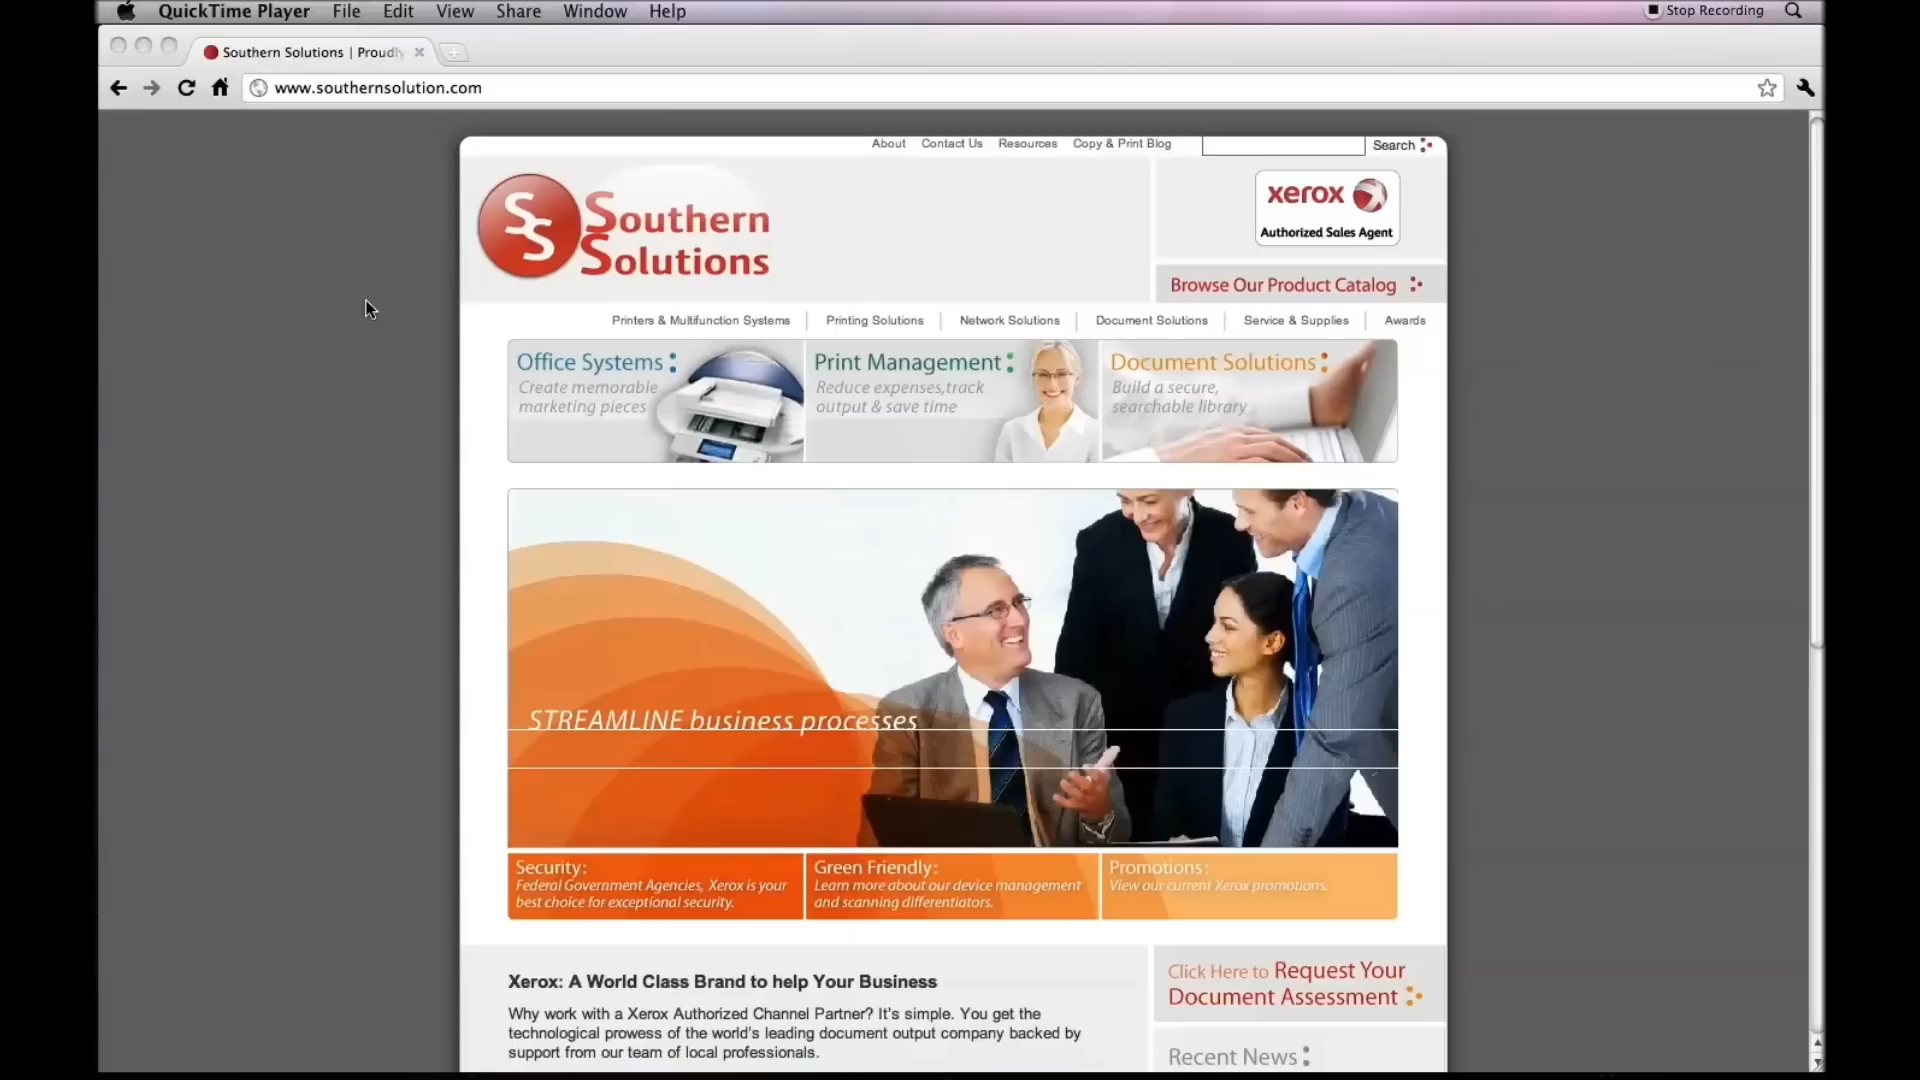 QuickTime Player File Edit View Share Window Help Stop Recording
Southern Solutions | Proudly
www.southernsolution.com
About Contact Us Resources Copy & Print Blog Search
SS Southern
Solutions
xerox
Authorized Sales Agent
Browse Our Product Catalog
Printers & Multifunction Systems Printing Solutions Network Solutions Document Solutions Service & Supplies Awards
Office Systems:
Create memorable
marketing pieces
Print Management:
Reduce expenses,track
output & save time
Document Solutions:
Build a secure,
searchable library
STREAMLINE business processes
Security:
Federal Government Agencies, Xerox is your
best choice for exceptional security.
Green Friendly:
Learn more about our device management
and scanning differentiators.
Promotions:
View our current Xerox promotions.
Xerox: A World Class Brand to help Your Business
Why work with a Xerox Authorized Channel Partner? It's simple. You get the
technological prowess of the world's leading document output company backed by
support from our team of local professionals.
Click Here to Request Your
Document Assessment
Recent News: